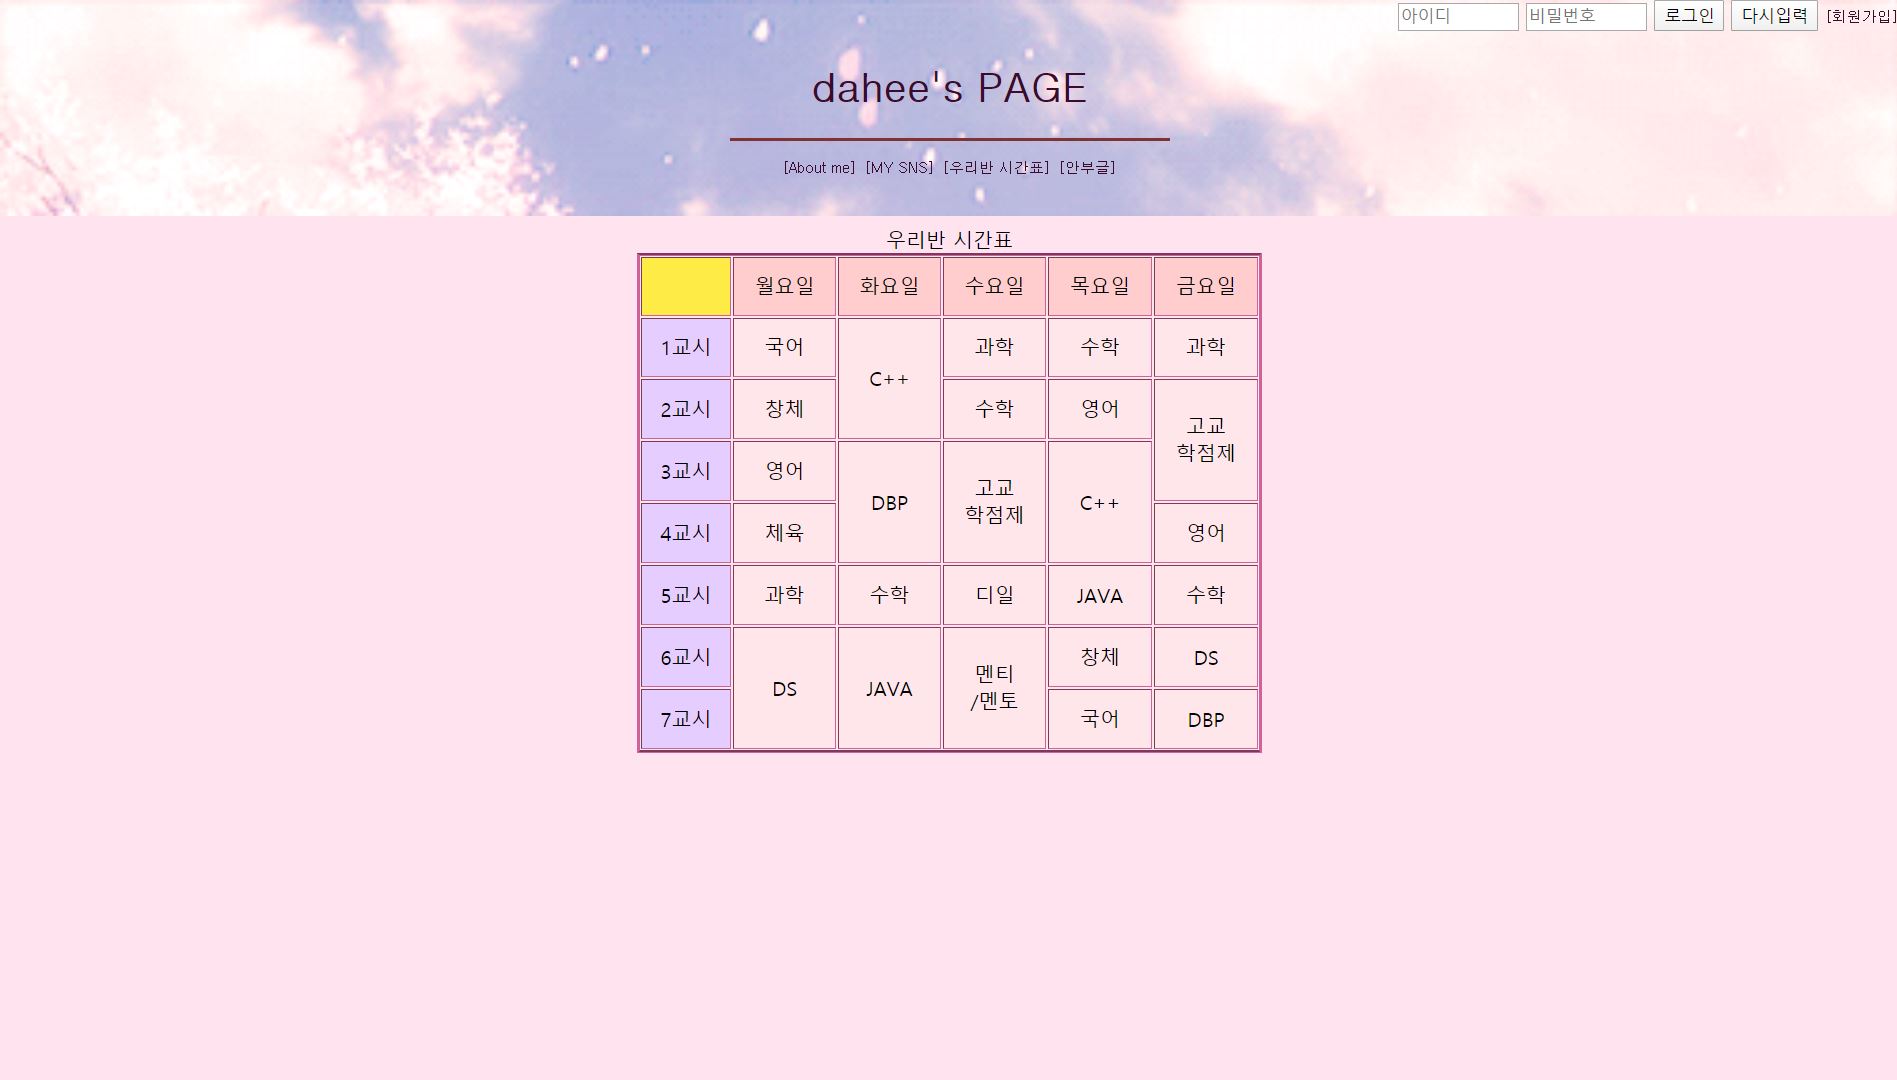 아이디 비밀번호 로그인 다시입력 [회원가입]
dahee's PAGE
[About me] [MY SNS] [우리반 시간표] [안부글]
우리반 시간표
월요일 화요일 수요일 목요일 금요일
1교시 국어 C++ 과학 수학 과학
2교시 창체 수학 영어 고교
학점제
3교시 영어 DBP 고교
학점제 C++
4교시 체육 영어
5교시 과학 수학 디일 JAVA 수학
6교시 DS JAVA 멘티
/멘토 창체 DS
7교시 국어 DBP